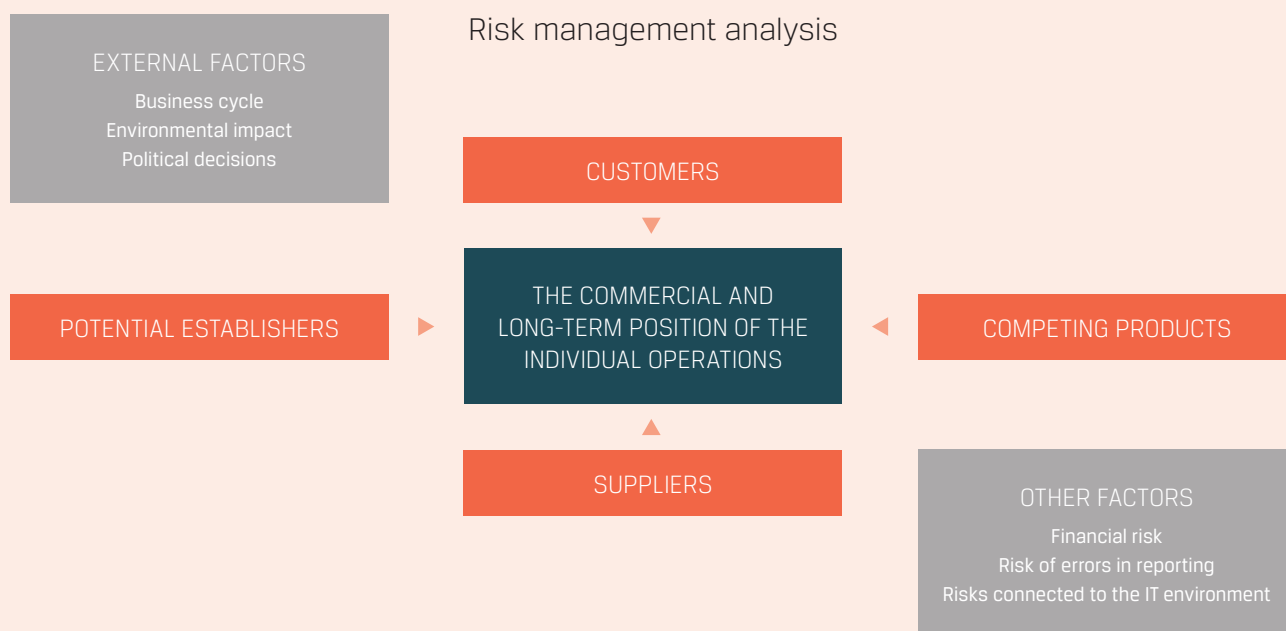 Risk management analysis
EXTERNAL FACTORS
Business cycle
Environmental impact
Political decisions
CUSTOMERS
POTENTIAL ESTABLISHERS
THE COMMERCIAL AND
LONG-TERM POSITION OF THE
INDIVIDUAL OPERATIONS
COMPETING PRODUCTS
SUPPLIERS
OTHER FACTORS
Financial risk
Risk of errors in reporting
Risks connected to the IT environment